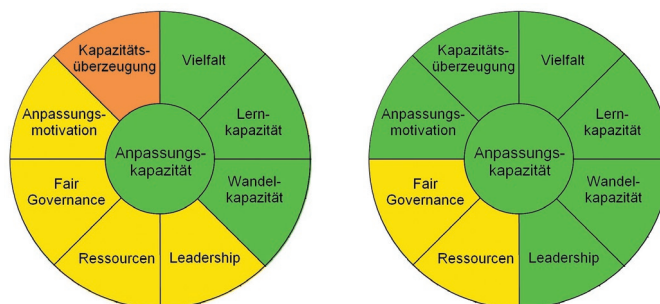 Kapazitäts-
überzeugung
Vielfalt
Lern-
kapazität
Wandel-
kapazität
Leadership
Ressourcen
Fair
Governance
Anpassungs-
motivation
Anpassungs-
kapazität
Kapazitäts-
überzeugung
Vielfalt
Lern-
kapazität
Wandel-
kapazität
Leadership
Ressourcen
Fair
Governance
Anpassungs-
motivation
Anpassungs-
kapazität